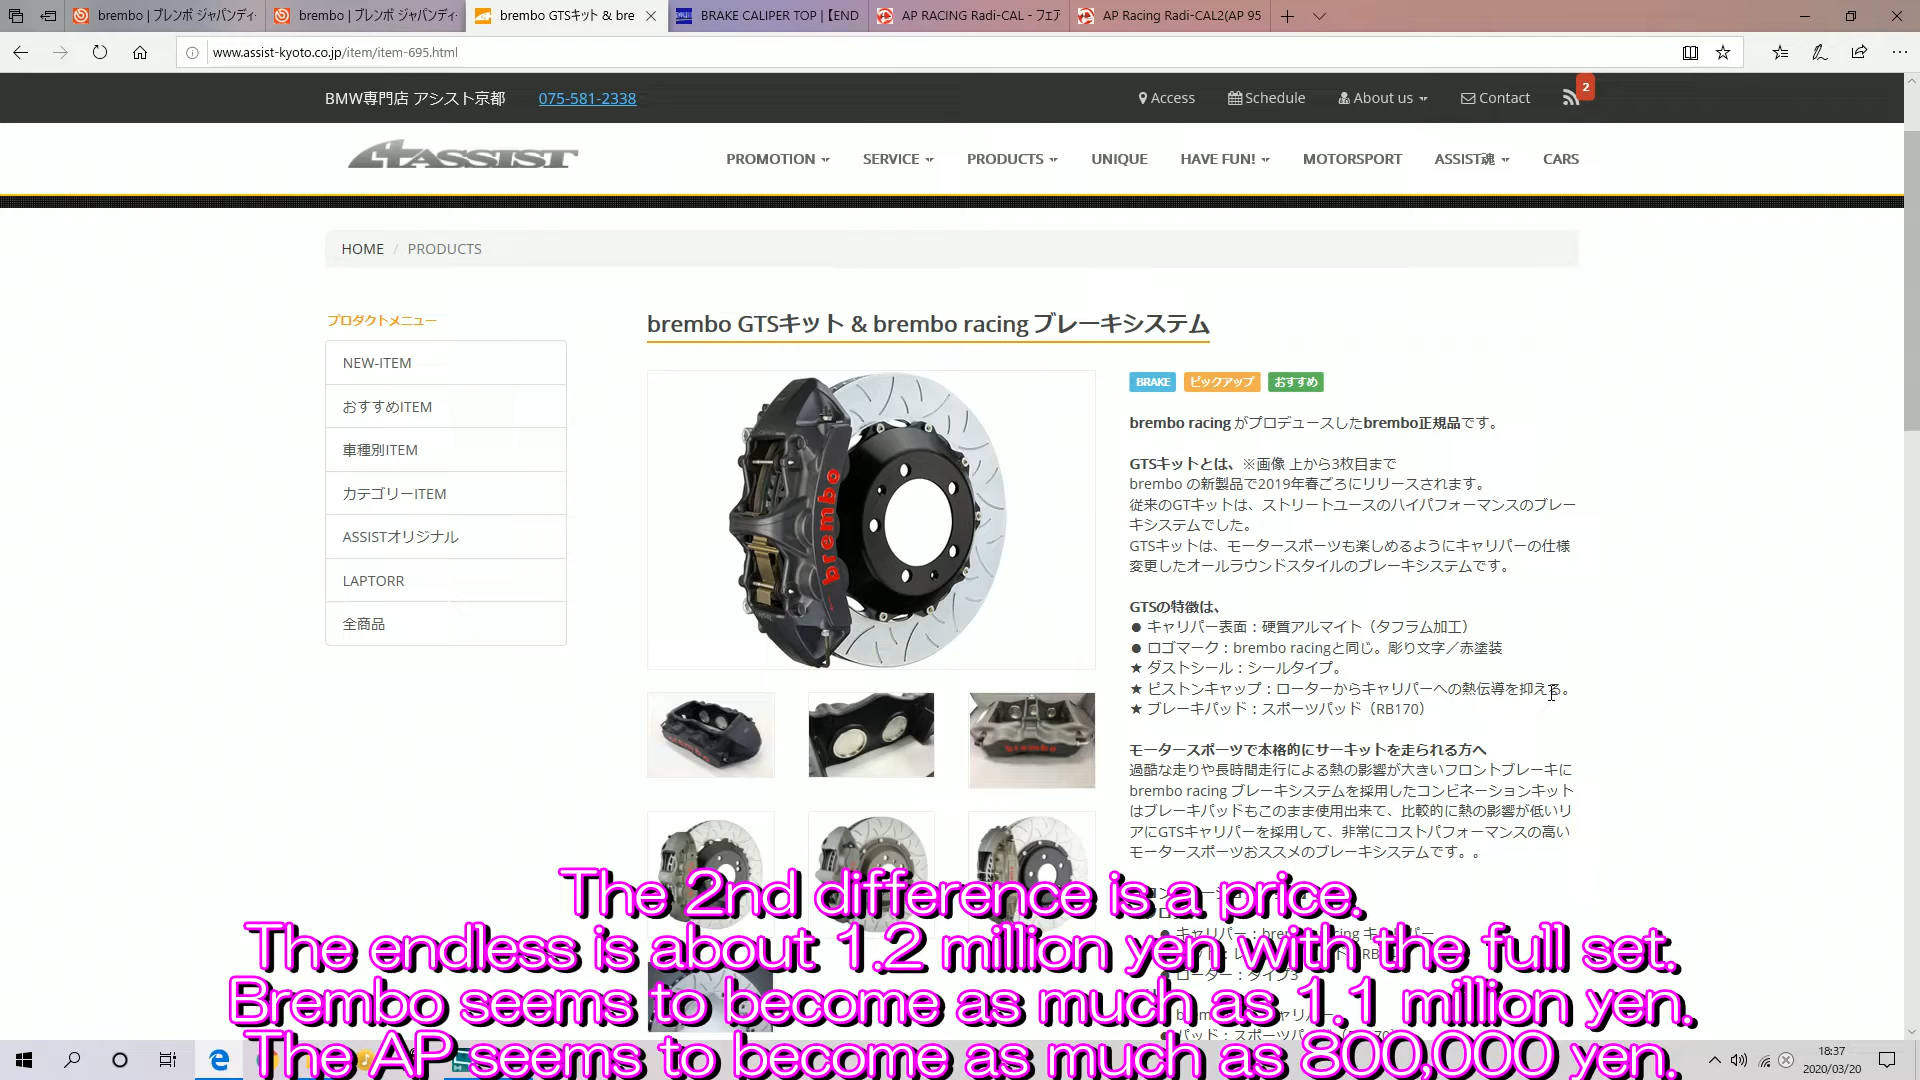 brembo | ブレンボ ジャパンディ
brembo | ブレンボ ジャパンディ
brembo GTSキット & bre
BRAKE CALIPER TOP | 【END
AP RACING Radi-CAL - フェア
AP Racing Radi-CAL2(AP 95
www.assist-kyoto.co.jp/item/item-695.html
BMW専門店 アシスト京都 075-581-2338 Access Schedule About us Contact 2
ASSIST PROMOTION SERVICE PRODUCTS UNIQUE HAVE FUN! MOTORSPORT ASSIST魂 CARS
HOME / PRODUCTS
プロダクトメニュー
NEW-ITEM
おすすめITEM
車種別ITEM
カテゴリーITEM
ASSISTオリジナル
LAPTORR
全商品
brembo GTSキット & brembo racing ブレーキシステム
brembo
BRAKE ピックアップ おすすめ
brembo racing がプロデュースしたbrembo正規品です。
GTSキットとは、※画像 上から3枚目まで
brembo の新製品で2019年春ごろにリリースされます。
従来のGTキットは、ストリートユースのハイパフォーマンスのブレー
キシステムでした。
GTSキットは、モータースポーツも楽しめるようにキャリパーの仕様
変更したオールラウンドスタイルのブレーキシステムです。
GTSの特徴は、
● キャリパー表面：硬質アルマイト（タフラム加工）
● ロゴマーク：brembo racingと同じ。彫り文字／赤塗装
★ ダストシール：シールタイプ。
★ ピストンキャップ：ローターからキャリパーへの熱伝導を抑える。
★ ブレーキパッド：スポーツパッド（RB170）
モータースポーツで本格的にサーキットを走られる方へ
過酷な走りや長時間走行による熱の影響が大きいフロントブレーキに
brembo racing ブレーキシステムを採用したコンビネーションキット
はブレーキパッドもこのまま使用出来て、比較的に熱の影響が低いリ
アにGTSキャリパーを採用して、非常にコストパフォーマンスの高い
モータースポーツおススメのブレーキシステムです。。
The 2nd difference is a price.
The endless is about 1.2 million yen with the full set.
Brembo seems to become as much as 1.1 million yen.
The AP seems to become as much as 800,000 yen.
● ローター：タイプ3
18:37
2020/03/20